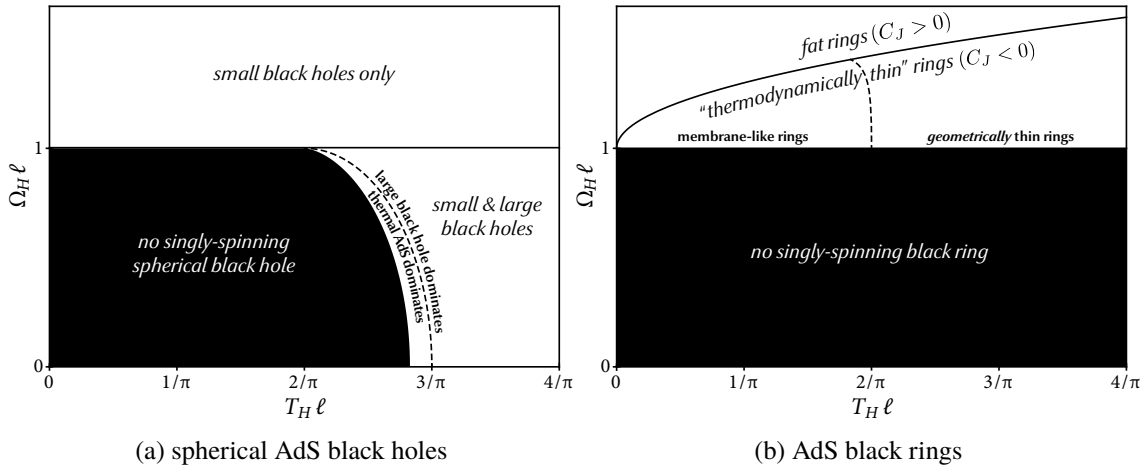 small black holes only
1
Ω_H ℓ
no singly-spinning
spherical black hole
large black hole dominates
thermal AdS dominates
small & large
black holes
0
0
1/π
2/π
3/π
4/π
T_H ℓ
(a) spherical AdS black holes
fat rings (C_J > 0)
"thermodynamically thin" rings (C_J < 0)
membrane-like rings
geometrically thin rings
1
Ω_H ℓ
no singly-spinning black ring
0
0
1/π
2/π
3/π
4/π
T_H ℓ
(b) AdS black rings